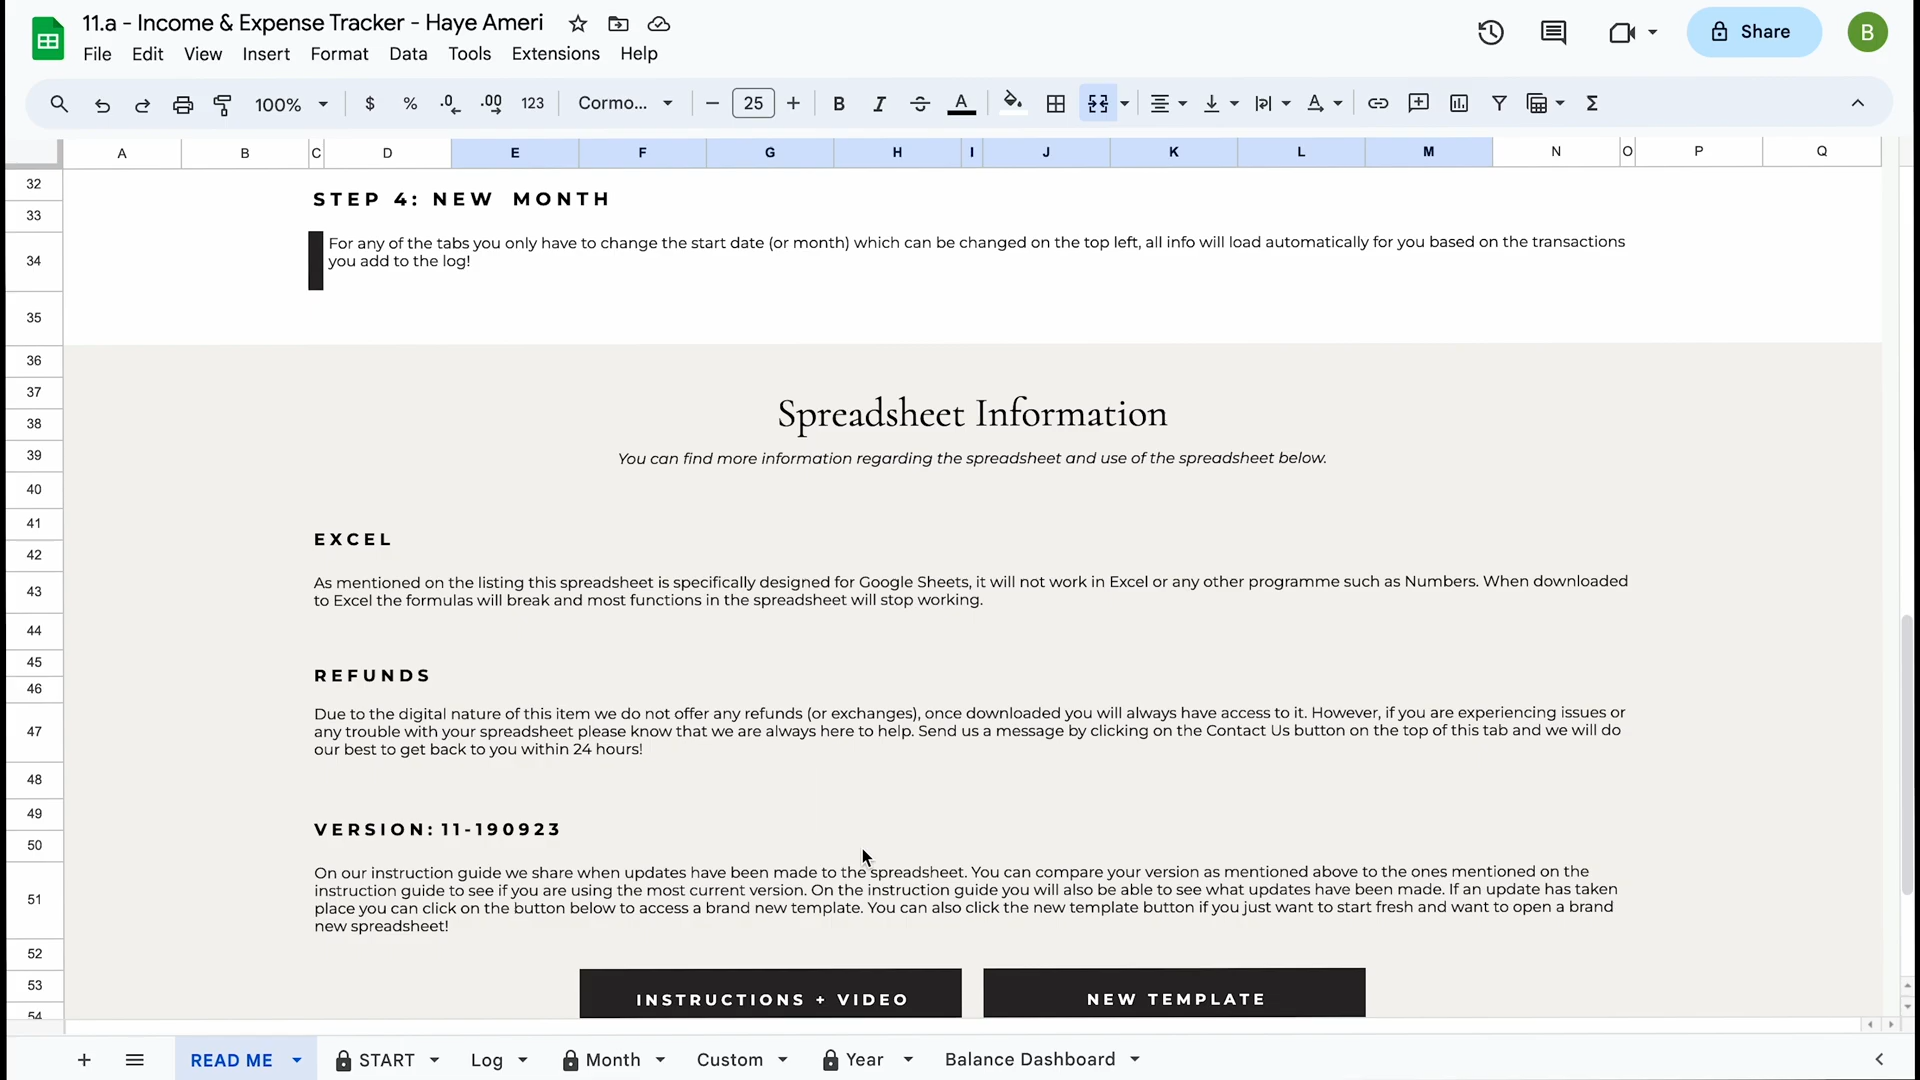 11.a - Income & Expense Tracker - Haye Ameri
Share
B
File Edit View Insert Format Data Tools Extensions Help
100% $ % .0 .00 123 Cormo... − 25 + B I A Σ
A B C D E F G H I J K L M N O P Q
32
STEP 4: NEW MONTH
33
For any of the tabs you only have to change the start date (or month) which can be changed on the top left, all info will load automatically for you based on the transactions
34
you add to the log!
35
36
37
Spreadsheet Information
38
39
You can find more information regarding the spreadsheet and use of the spreadsheet below.
40
41
EXCEL
42
As mentioned on the listing this spreadsheet is specifically designed for Google Sheets, it will not work in Excel or any other programme such as Numbers. When downloaded
43
to Excel the formulas will break and most functions in the spreadsheet will stop working.
44
45
REFUNDS
46
Due to the digital nature of this item we do not offer any refunds (or exchanges), once downloaded you will always have access to it. However, if you are experiencing issues or
47
any trouble with your spreadsheet please know that we are always here to help. Send us a message by clicking on the Contact Us button on the top of this tab and we will do
our best to get back to you within 24 hours!
48
49
VERSION: 11-190923
50
On our instruction guide we share when updates have been made to the spreadsheet. You can compare your version as mentioned above to the ones mentioned on the
instruction guide to see if you are using the most current version. On the instruction guide you will also be able to see what updates have been made. If an update has taken
51
place you can click on the button below to access a brand new template. You can also click the new template button if you just want to start fresh and want to open a brand
new spreadsheet!
52
53
INSTRUCTIONS + VIDEO NEW TEMPLATE
54
READ ME START Log Month Custom Year Balance Dashboard